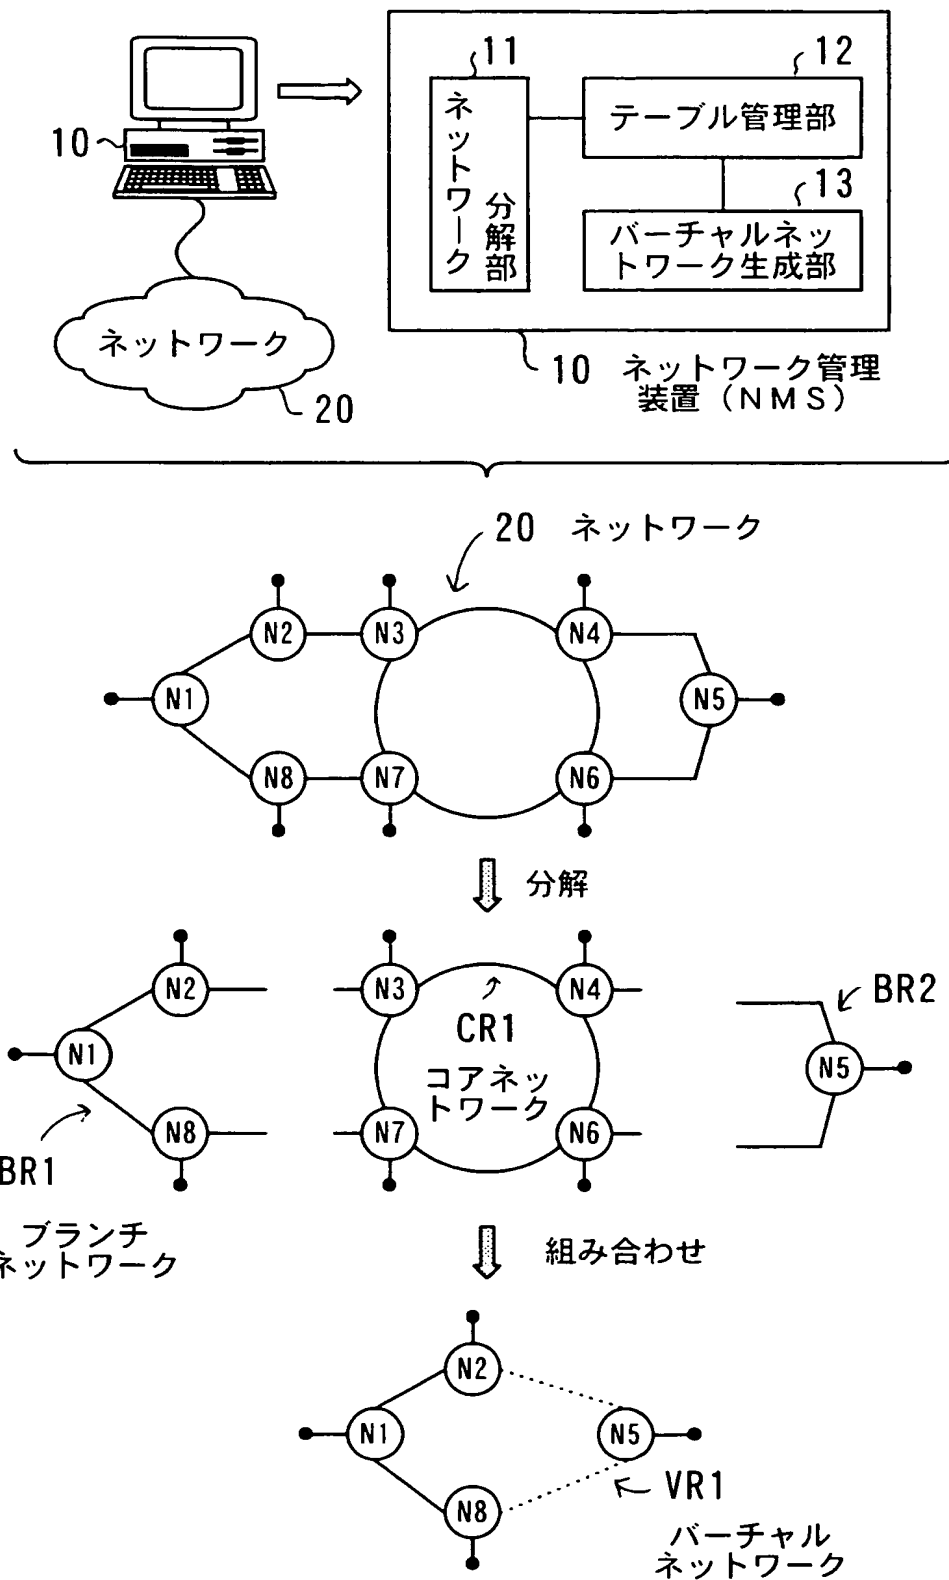 11
12
ネットワーク
分解部
テーブル管理部
10
13
バーチャルネッ
トワーク生成部
ネットワーク
20
10 ネットワーク管理
装置（NMS）
20 ネットワーク
N2
N3
N4
N1
N5
N8
N7
N6
分解
N2
N3
N4
BR2
CR1
N1
N5
コアネッ
トワーク
N8
N7
N6
BR1
ブランチ
ネットワーク
組み合わせ
N2
N1
N5
VR1
N8
バーチャル
ネットワーク